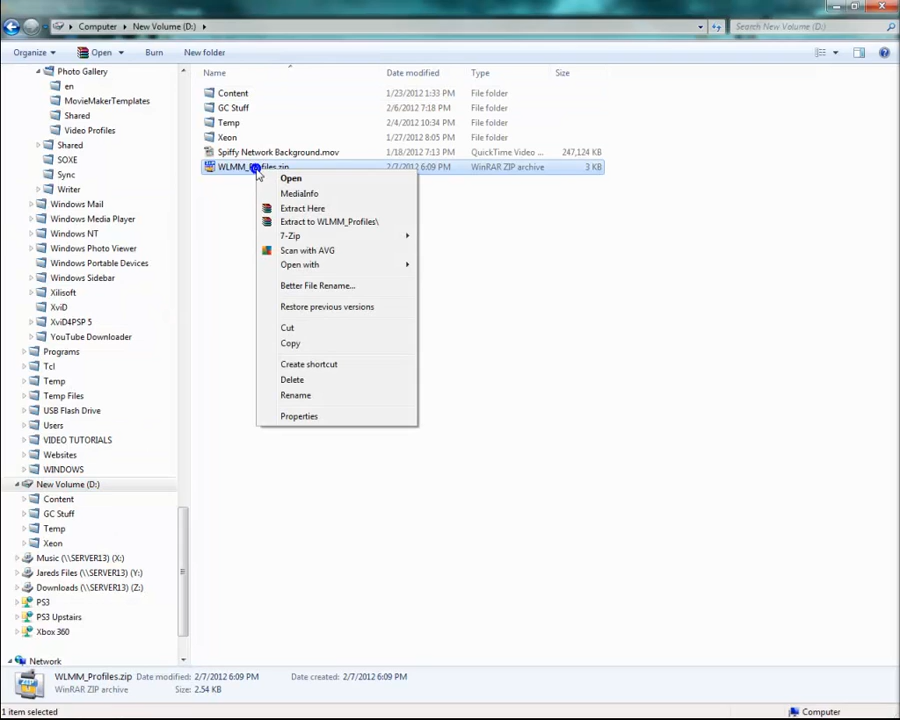 Computer ▸ New Volume (D:) ▸
Search New Volume (D:)
Organize Open Burn New folder
Name Date modified Type Size
Content 1/23/2012 1:33 PM File folder
GC Stuff 2/6/2012 7:18 PM File folder
Temp 2/4/2012 10:34 PM File folder
Xeon 1/27/2012 8:05 PM File folder
Spiffy Network Background.mov 1/18/2012 7:13 PM QuickTime Video ... 247,124 KB
WLMM_Profiles.zip 2/7/2012 6:09 PM WinRAR ZIP archive 3 KB
Open
MediaInfo
Extract Here
Extract to WLMM_Profiles\
7-Zip
Scan with AVG
Open with
Better File Rename...
Restore previous versions
Cut
Copy
Create shortcut
Delete
Rename
Properties
Photo Gallery
en
MovieMakerTemplates
Shared
Video Profiles
Shared
SOXE
Sync
Writer
Windows Mail
Windows Media Player
Windows NT
Windows Photo Viewer
Windows Portable Devices
Windows Sidebar
Xilisoft
XviD
XviD4PSP 5
YouTube Downloader
Programs
Tcl
Temp
Temp Files
USB Flash Drive
Users
VIDEO TUTORIALS
Websites
WINDOWS
New Volume (D:)
Content
GC Stuff
Temp
Xeon
Music (\\SERVER13) (X:)
Jareds Files (\\SERVER13) (Y:)
Downloads (\\SERVER13) (Z:)
PS3
PS3 Upstairs
Xbox 360
Network
WLMM_Profiles.zip Date modified: 2/7/2012 6:09 PM Date created: 2/7/2012 6:09 PM
WinRAR ZIP archive Size: 2.54 KB
1 item selected Computer